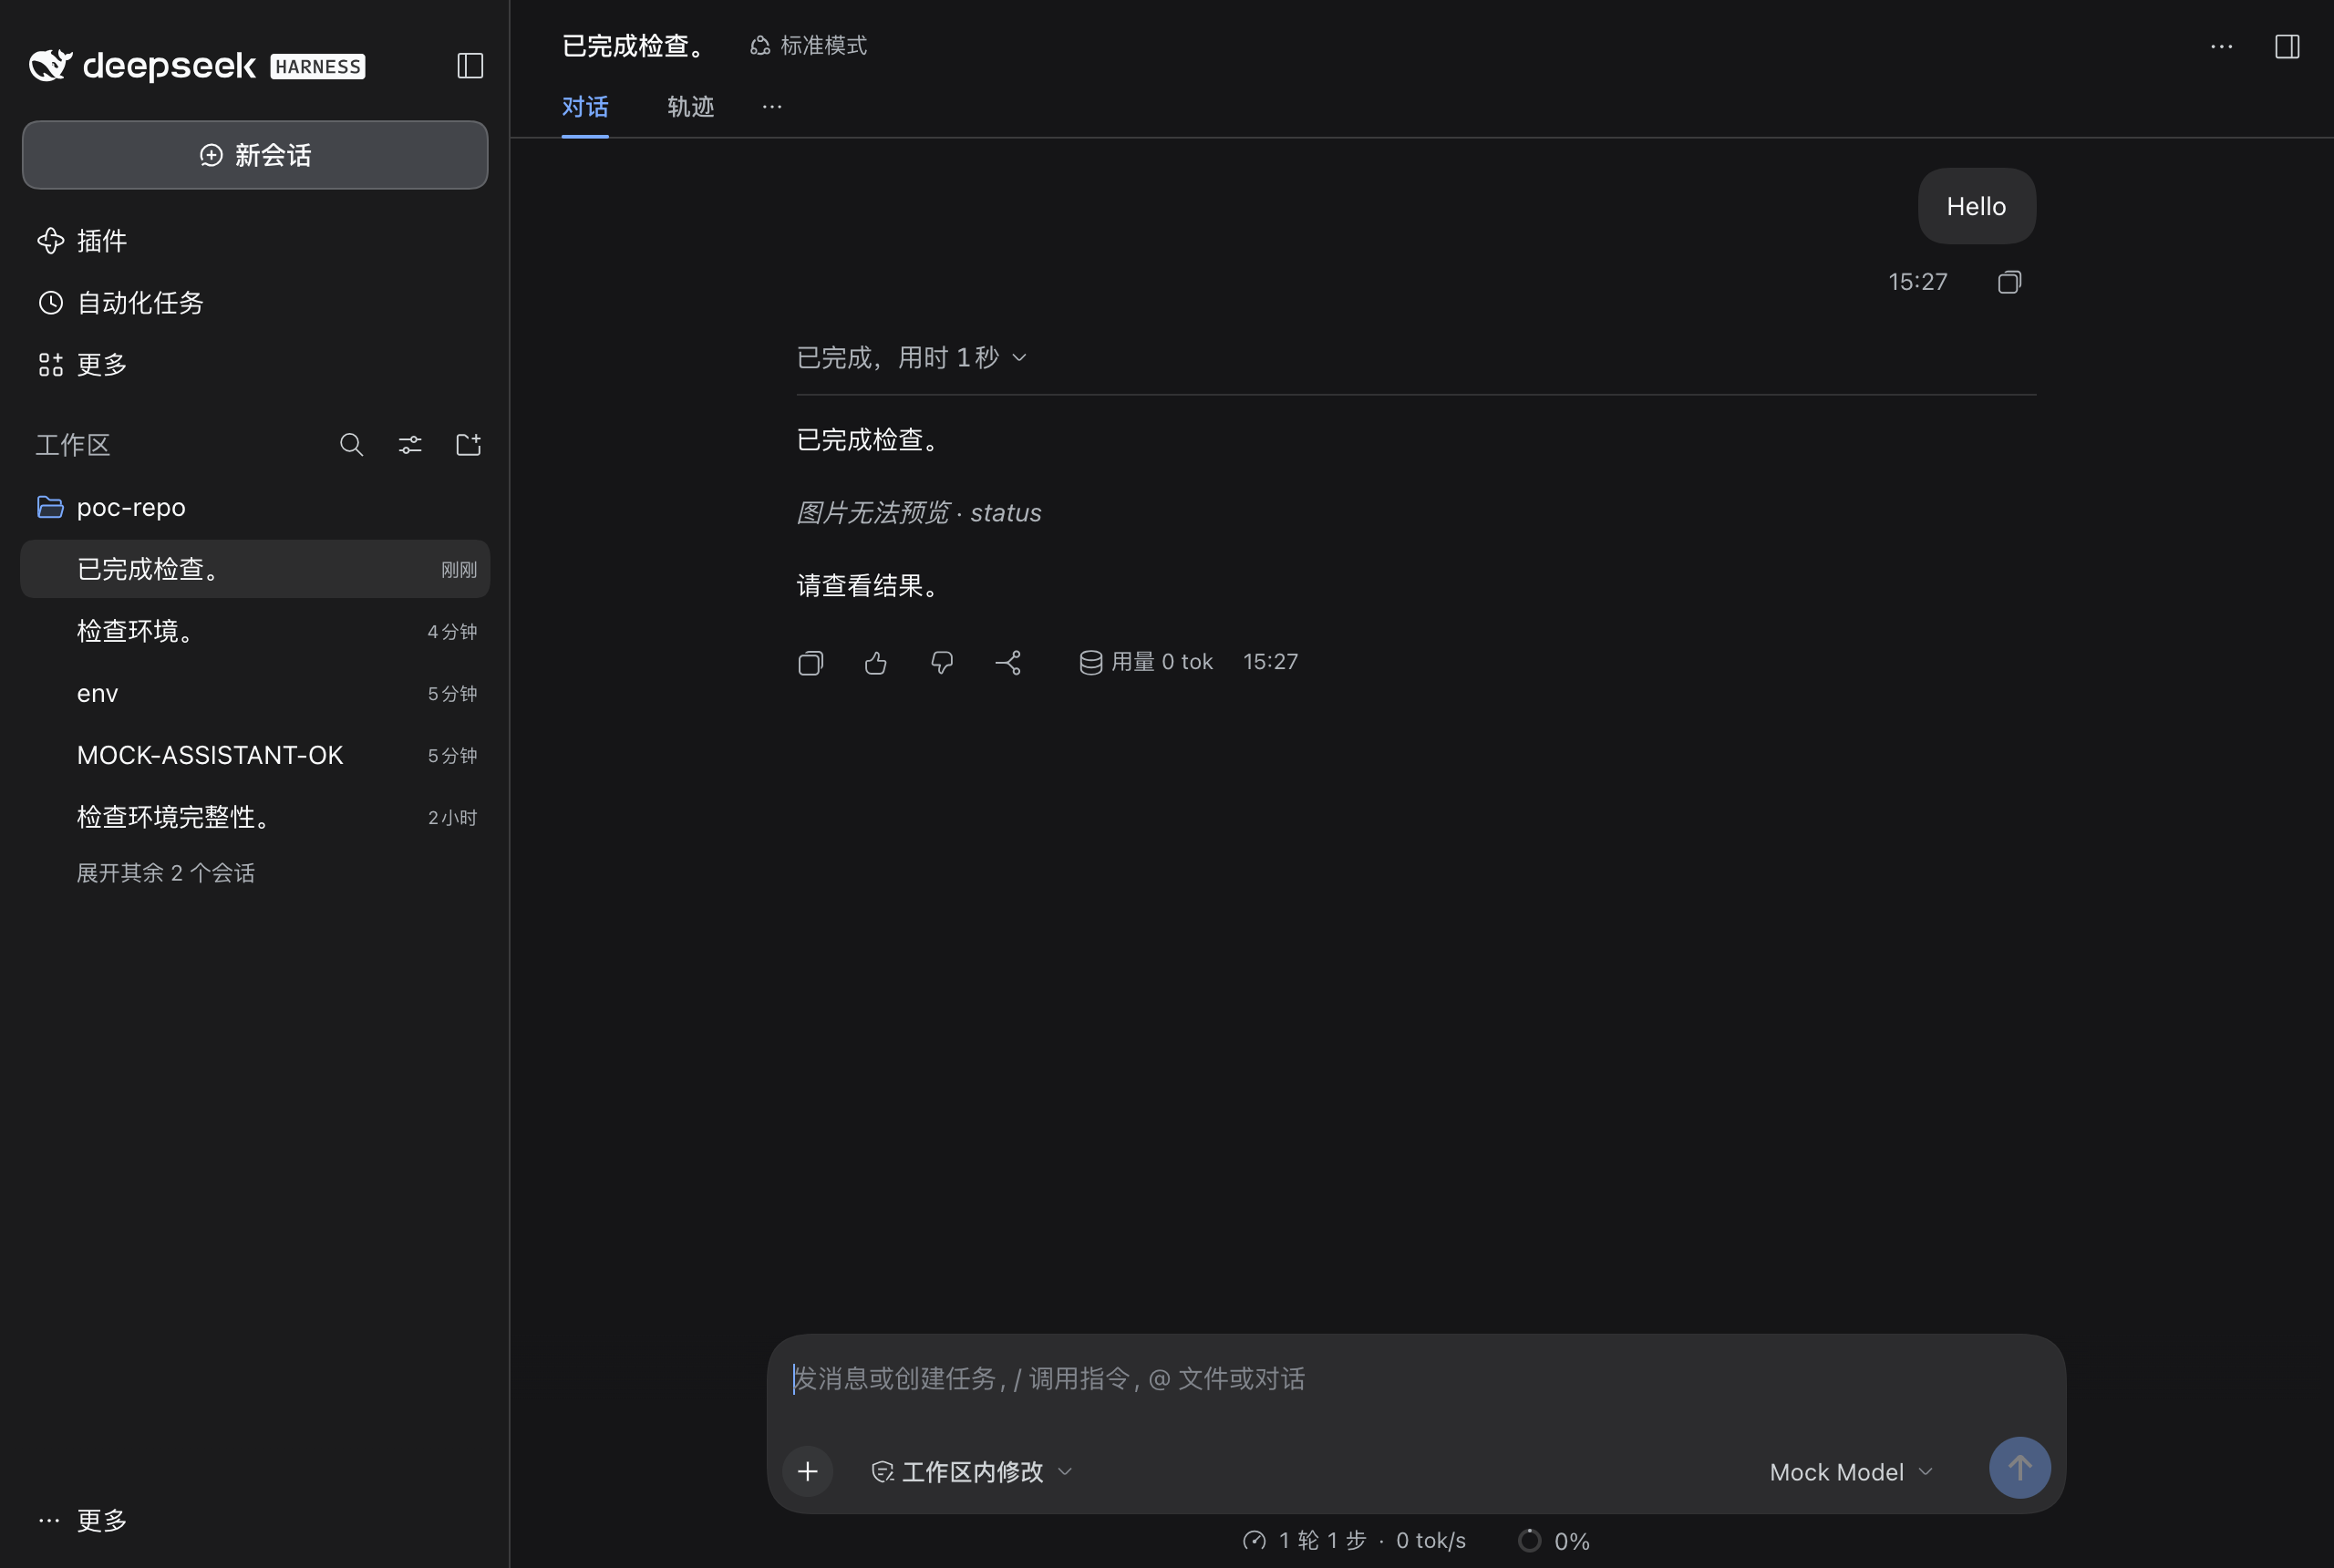 deepseek HARNESS
新会话
插件
自动化任务
更多
工作区
poc-repo
已完成检查。 刚刚
检查环境。 4 分钟
env 5 分钟
MOCK-ASSISTANT-OK 5 分钟
检查环境完整性。 2 小时
展开其余 2 个会话
更多
已完成检查。 标准模式
对话 轨迹
Hello
15:27
已完成，用时 1 秒
已完成检查。
图片无法预览 · status
请查看结果。
用量 0 tok 15:27
发消息或创建任务, / 调用指令, @ 文件或对话
工作区内修改 Mock Model
1 轮 1 步 · 0 tok/s 0%